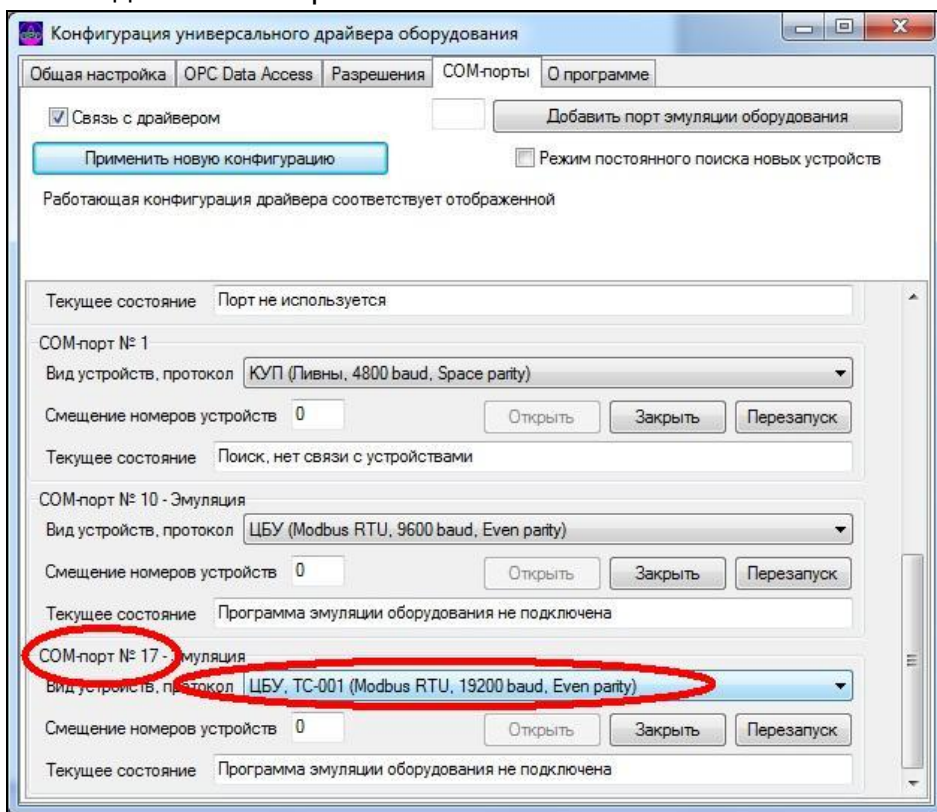 Конфигурация универсального драйвера оборудования
Общая настройка OPC Data Access Разрешения COM-порты О программе
Связь с драйвером Добавить порт эмуляции оборудования
Применить новую конфигурацию Режим постоянного поиска новых устройств
Работающая конфигурация драйвера соответствует отображенной
Текущее состояние Порт не используется
COM-порт № 1
Вид устройств, протокол КУП (Пивны, 4800 baud, Space parity)
Смещение номеров устройств 0 Открыть Закрыть Перезапуск
Текущее состояние Поиск, нет связи с устройствами
COM-порт № 10 - Эмуляция
Вид устройств, протокол ЦБУ (Modbus RTU, 9600 baud, Even parity)
Смещение номеров устройств 0 Открыть Закрыть Перезапуск
Текущее состояние Программа эмуляции оборудования не подключена
COM-порт № 17 - Эмуляция
Вид устройств, протокол ЦБУ, ТС-001 (Modbus RTU, 19200 baud, Even parity)
Смещение номеров устройств 0 Открыть Закрыть Перезапуск
Текущее состояние Программа эмуляции оборудования не подключена